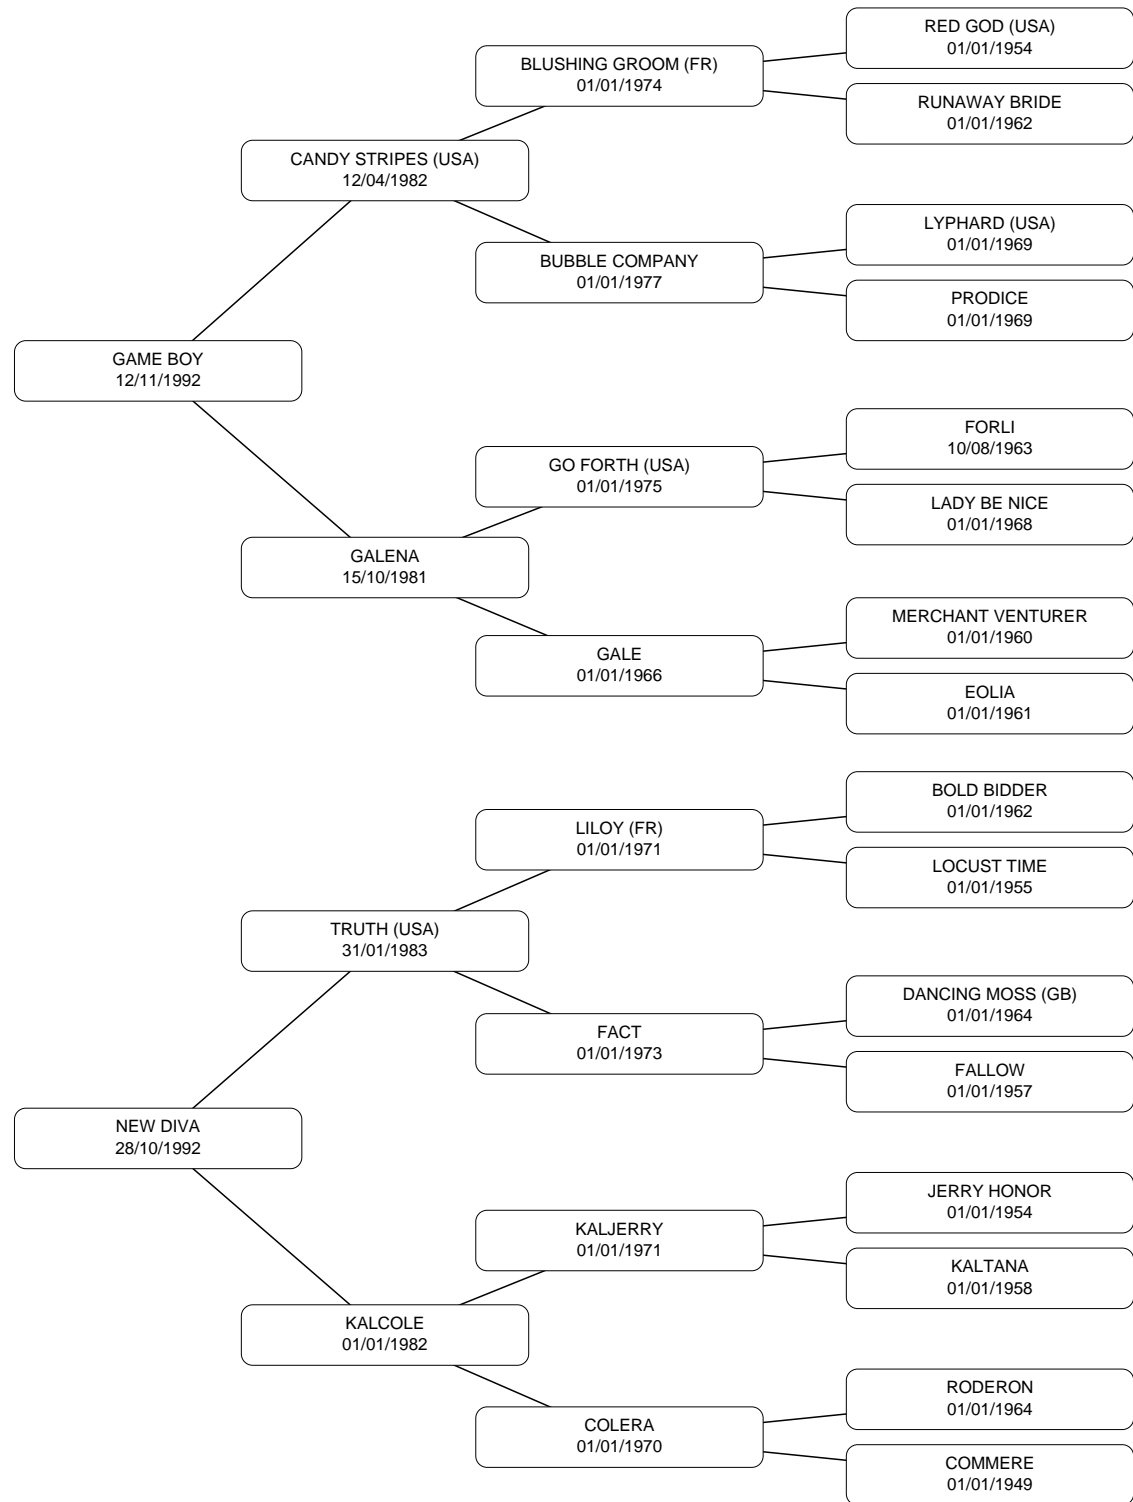 RED GOD (USA)
01/01/1954
BLUSHING GROOM (FR)
01/01/1974
RUNAWAY BRIDE
01/01/1962
CANDY STRIPES (USA)
12/04/1982
LYPHARD (USA)
01/01/1969
BUBBLE COMPANY
01/01/1977
PRODICE
01/01/1969
GAME BOY
12/11/1992
FORLI
10/08/1963
GO FORTH (USA)
01/01/1975
LADY BE NICE
01/01/1968
GALENA
15/10/1981
MERCHANT VENTURER
01/01/1960
GALE
01/01/1966
EOLIA
01/01/1961
BOLD BIDDER
01/01/1962
LILOY (FR)
01/01/1971
LOCUST TIME
01/01/1955
TRUTH (USA)
31/01/1983
DANCING MOSS (GB)
01/01/1964
FACT
01/01/1973
FALLOW
01/01/1957
NEW DIVA
28/10/1992
JERRY HONOR
01/01/1954
KALJERRY
01/01/1971
KALTANA
01/01/1958
KALCOLE
01/01/1982
RODERON
01/01/1964
COLERA
01/01/1970
COMMERE
01/01/1949